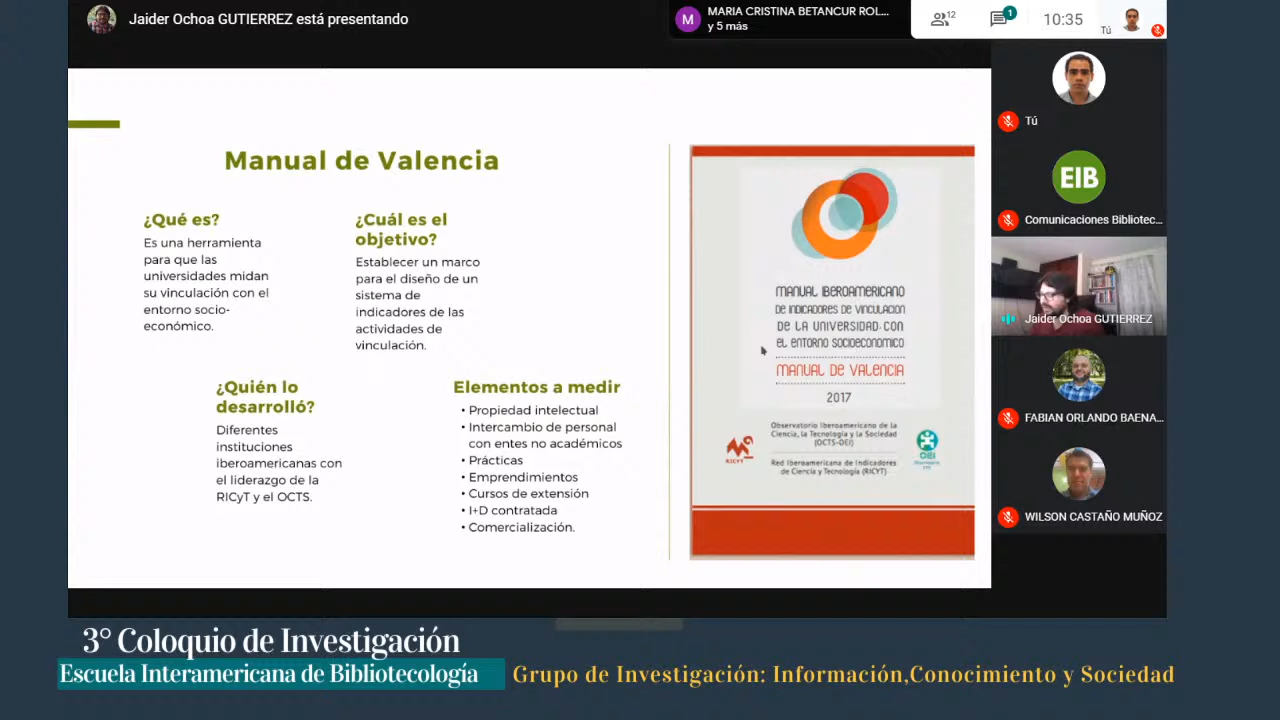 Jaider Ochoa GUTIERREZ está presentando
M
MARIA CRISTINA BETANCUR ROL...
y 5 más
12
1
10:35
Tú
Manual de Valencia
¿Qué es?
Es una herramienta
para que las
universidades midan
su vinculación con el
entorno socio-
económico.
¿Cuál es el
objetivo?
Establecer un marco
para el diseño de un
sistema de
indicadores de las
actividades de
vinculación.
¿Quién lo
desarrolló?
Diferentes
instituciones
iberoamericanas con
el liderazgo de la
RICyT y el OCTS.
Elementos a medir
• Propiedad intelectual
• Intercambio de personal
con entes no académicos
• Prácticas
• Emprendimientos
• Cursos de extensión
• I+D contratada
• Comercialización.
MANUAL IBEROAMERICANO
DE INDICADORES DE VINCULACIÓN
DE LA UNIVERSIDAD CON
EL ENTORNO SOCIOECONÓMICO
MANUAL DE VALENCIA
2017
Observatorio Iberoamericano de la
Ciencia, la Tecnología y la Sociedad
(OCTS-OEI)
Red Iberoamericana de Indicadores
de Ciencia y Tecnología (RICYT)
RICYT
OEI
Tú
EIB
Comunicaciones Bibliotec...
Jaider Ochoa GUTIERREZ
FABIAN ORLANDO BAENA...
WILSON CASTAÑO MUÑOZ
3° Coloquio de Investigación
Escuela Interamericana de Bibliotecología
Grupo de Investigación: Información,Conocimiento y Sociedad